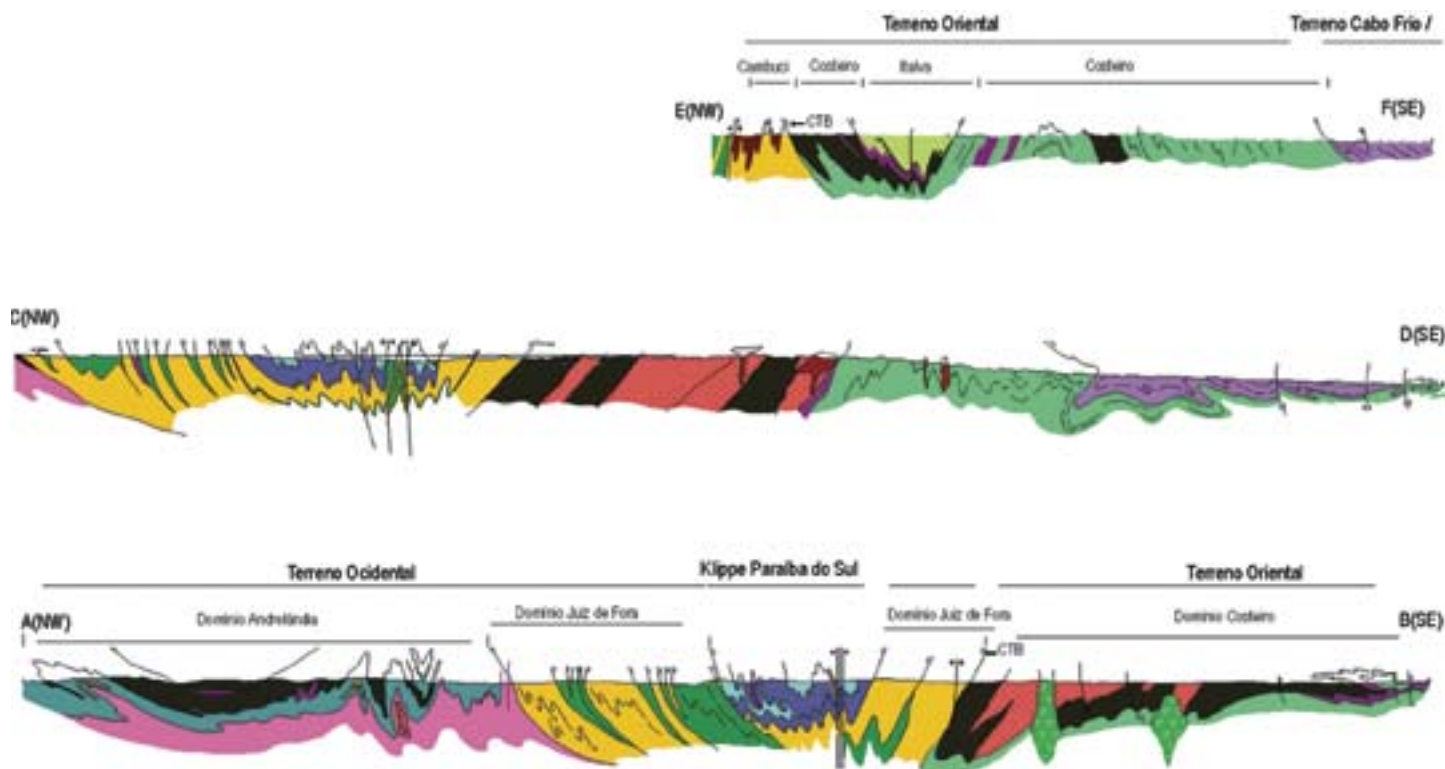 Terreno Oriental
Terreno Cabo Frio /
Cambuci
Costeiro
Italva
Costeiro
E(NW)
CTB
F(SE)
C(NW)
D(SE)
Terreno Ocidental
Klippe Paraíba do Sul
Terreno Oriental
A(NW)
Domínio Andrelândia
Domínio Juiz de Fora
Domínio Juiz de Fora
Domínio Costeiro
B(SE)
CTB